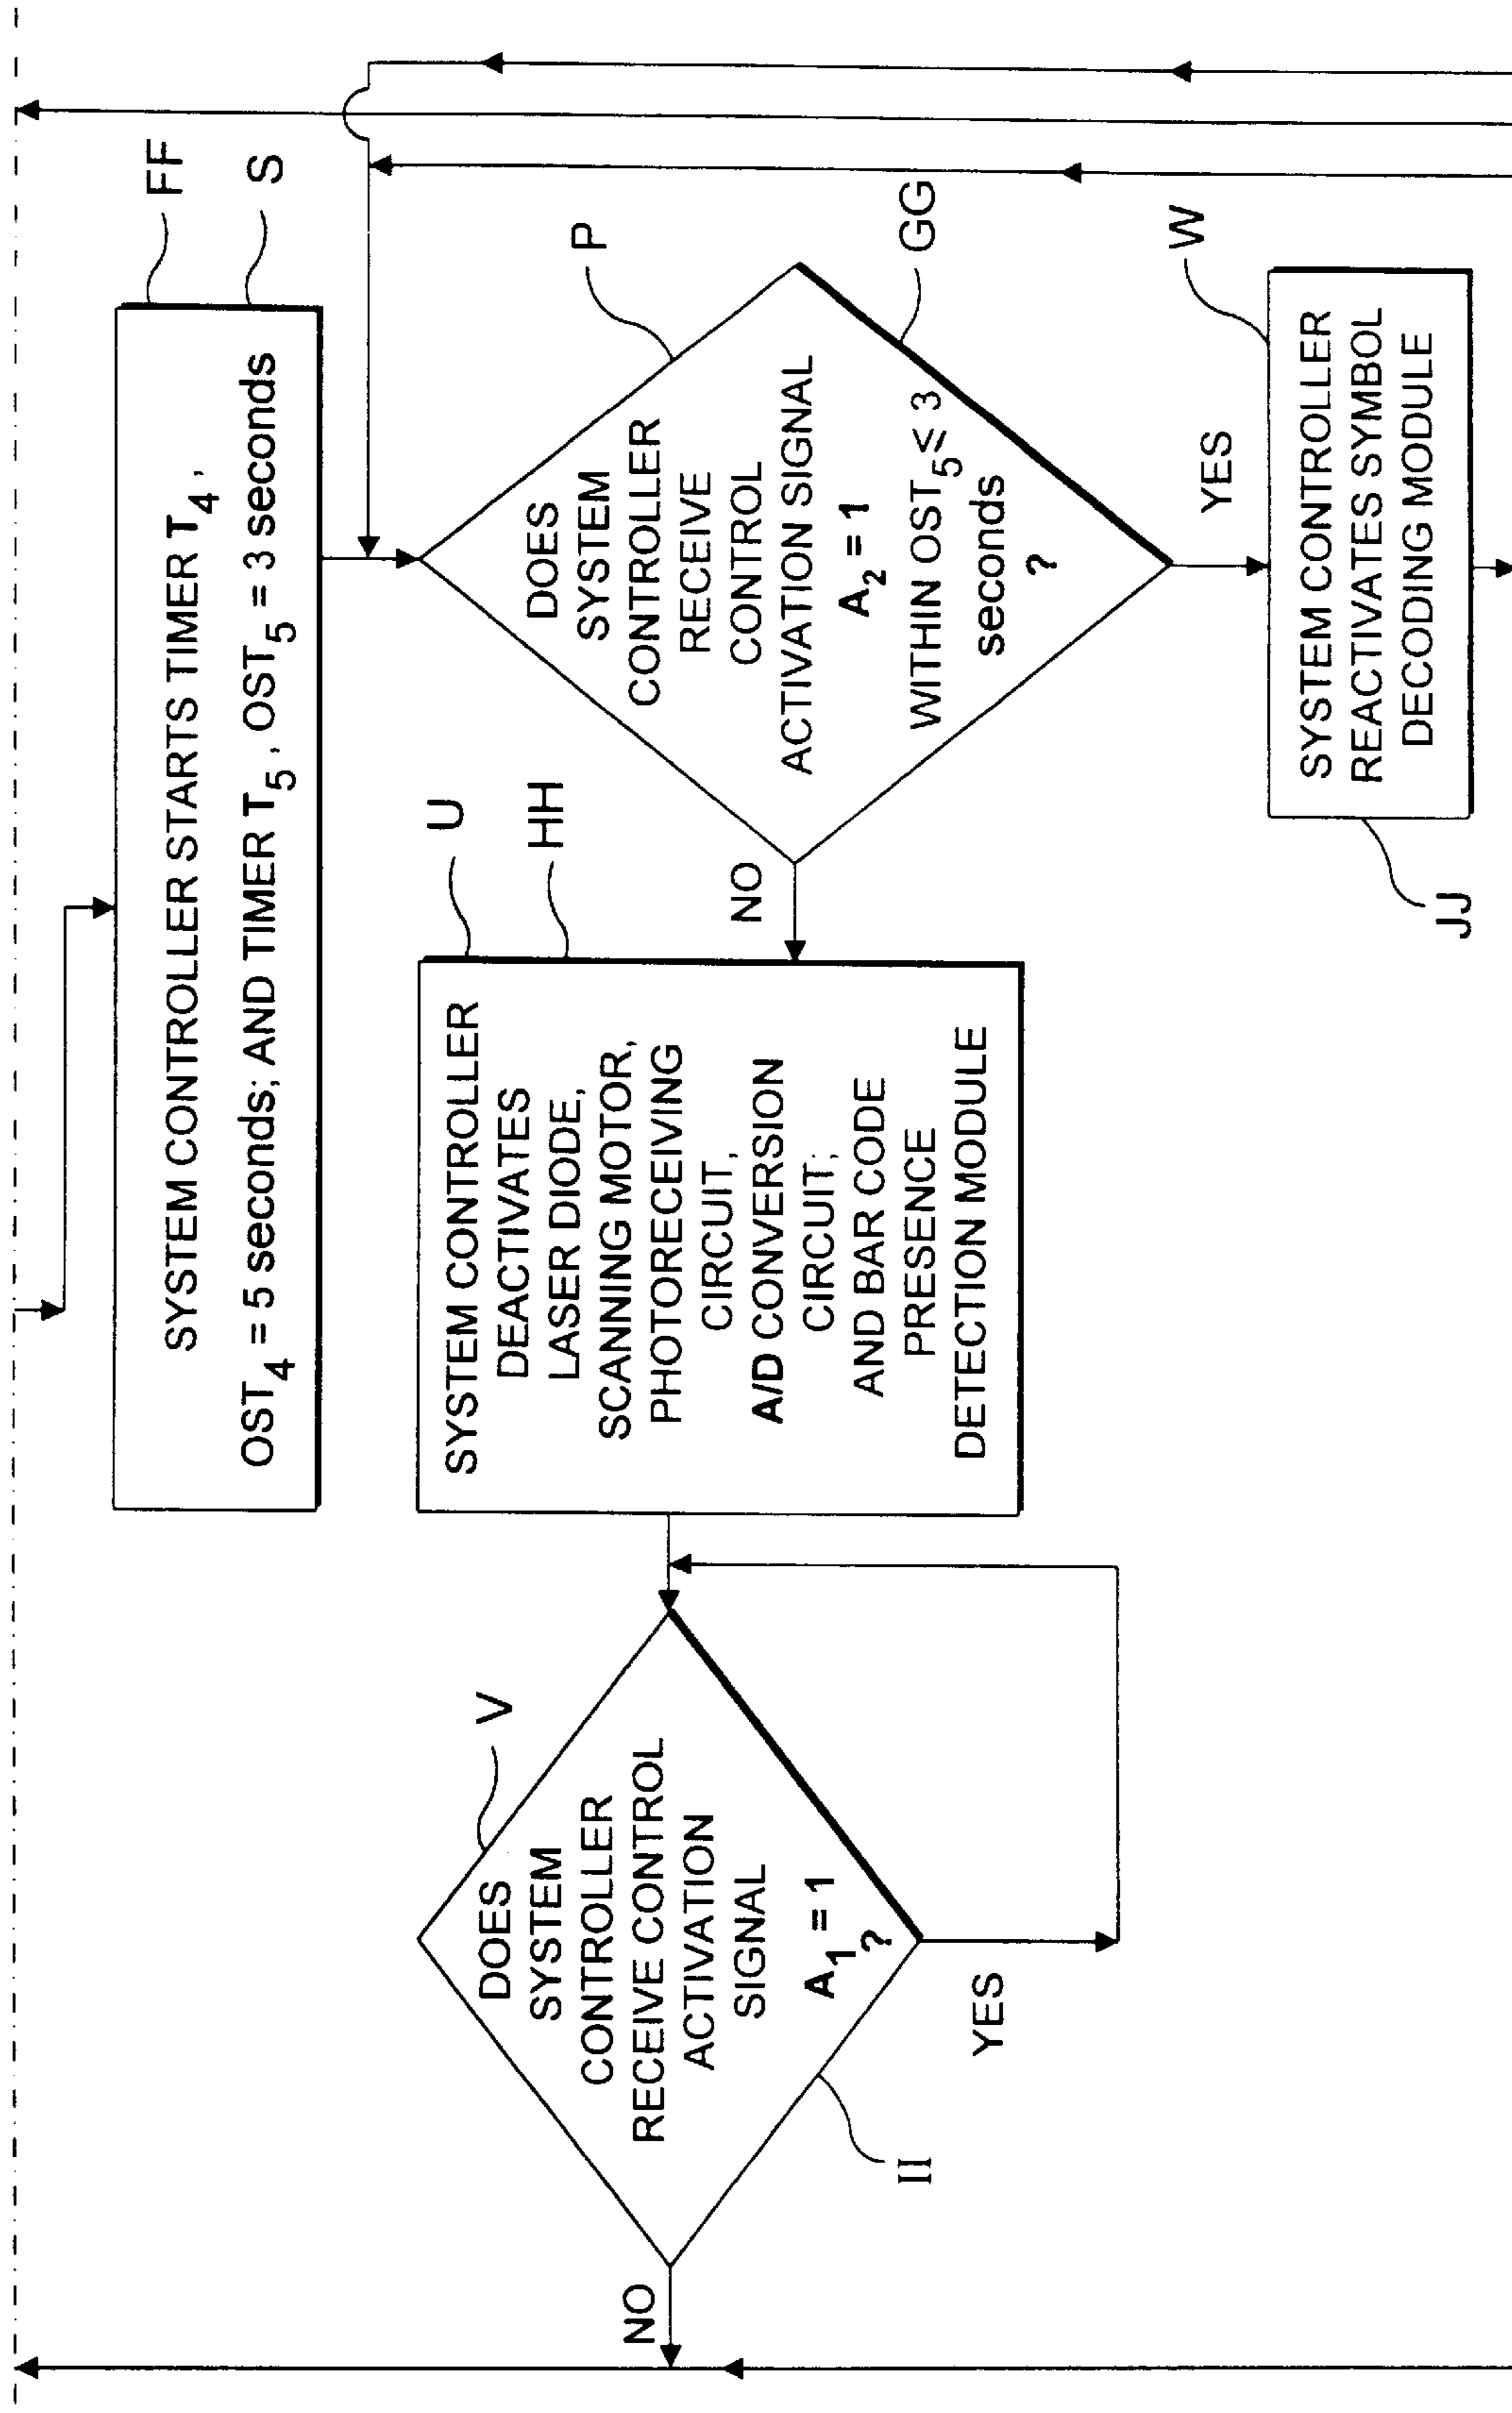 SYSTEM CONTROLLER STARTS TIMER T4,
OST4 = 5 seconds; AND TIMER T5, OST5 = 3 seconds
FF
S
DOES
SYSTEM
CONTROLLER
RECEIVE CONTROL
ACTIVATION
SIGNAL
A1 = 1
?
V
II
NO
YES
SYSTEM CONTROLLER
DEACTIVATES
LASER DIODE,
SCANNING MOTOR,
PHOTORECEIVING
CIRCUIT,
A/D CONVERSION
CIRCUIT,
AND BAR CODE
PRESENCE
DETECTION MODULE
U
HH
NO
DOES
SYSTEM
CONTROLLER
RECEIVE
CONTROL
ACTIVATION SIGNAL
A2 = 1
WITHIN OST5 < 3
seconds
?
P
GG
YES
SYSTEM CONTROLLER
REACTIVATES SYMBOL
DECODING MODULE
W
JJ